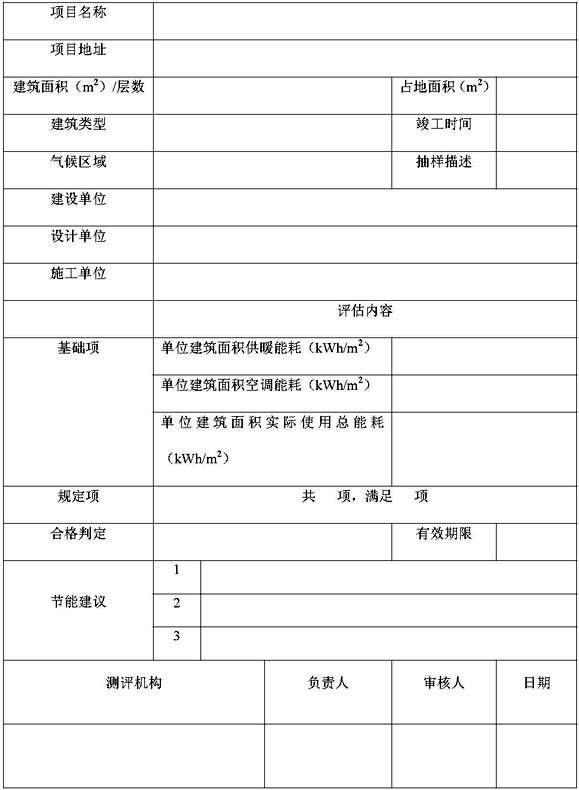 项目名称
项目地址
建筑面积（m²）/层数
占地面积（m²）
建筑类型
竣工时间
气候区域
抽样描述
建设单位
设计单位
施工单位
评估内容
基础项
单位建筑面积供暖能耗（kWh/m²）
单位建筑面积空调能耗（kWh/m²）
单位建筑面积实际使用总能耗
（kWh/m²）
规定项
共 项，满足 项
合格判定
有效期限
节能建议
1
2
3
测评机构
负责人
审核人
日期